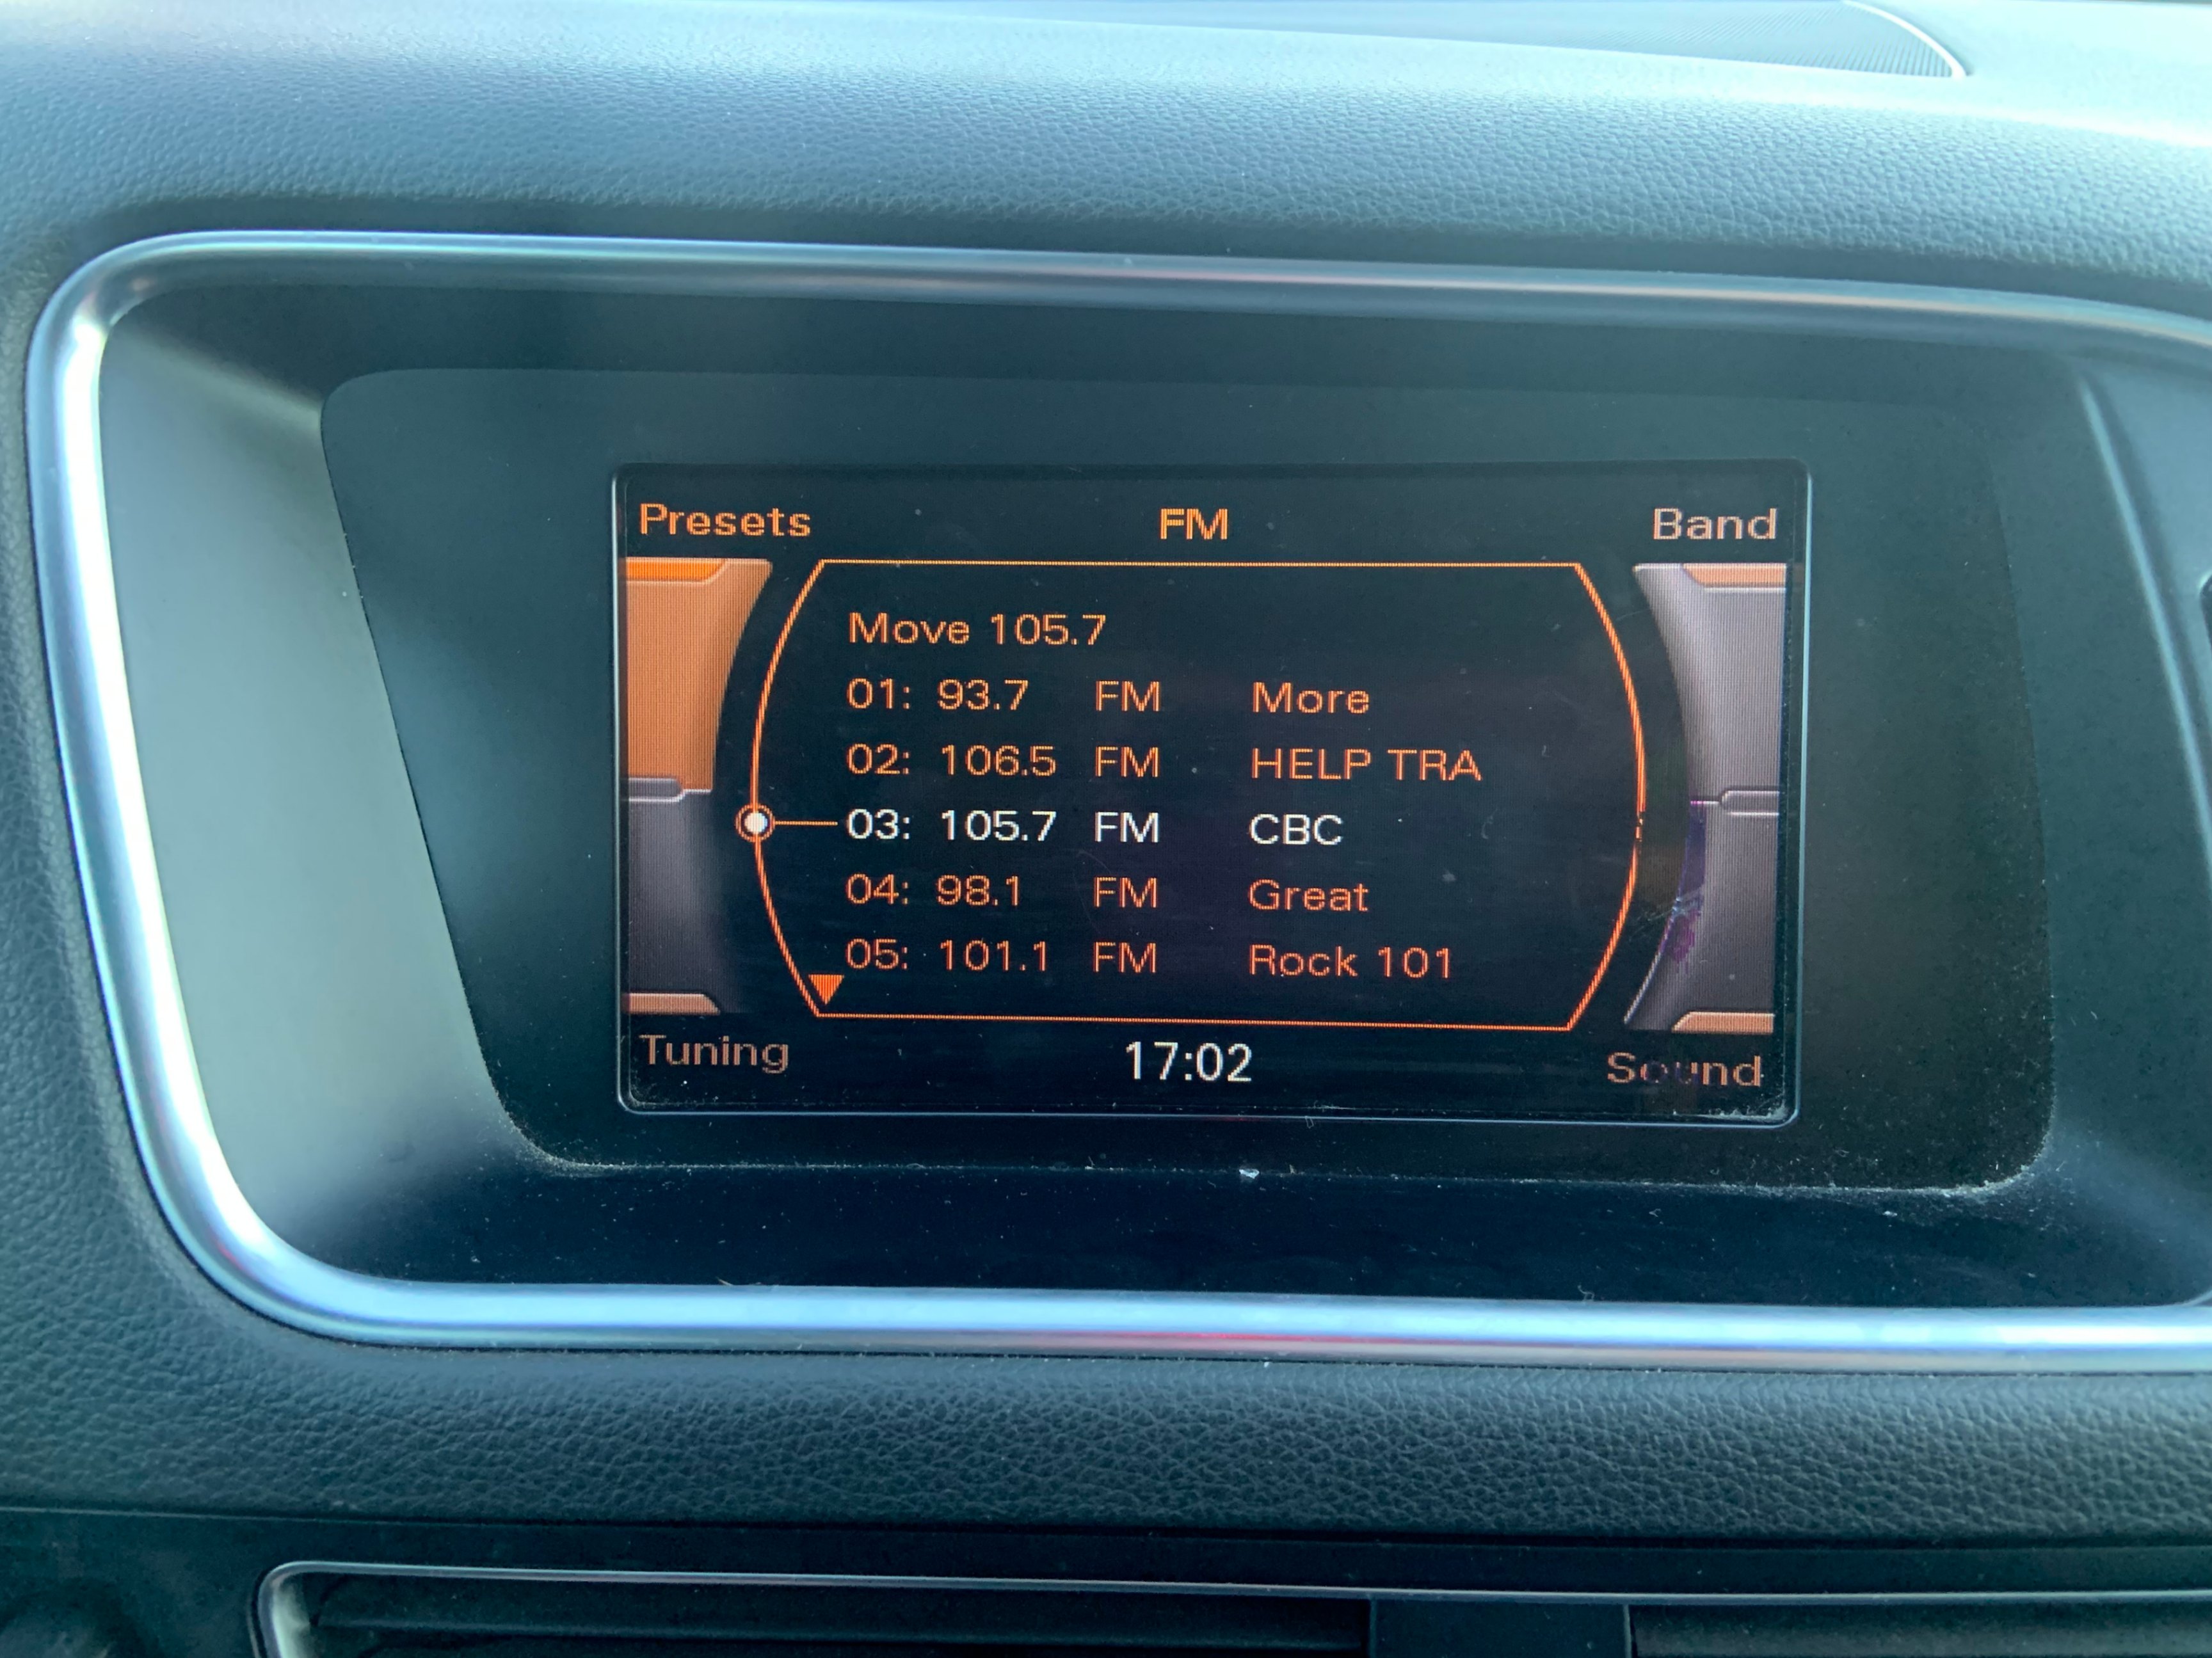 Presets FM Band
Move 105.7
01: 93.7 FM More
02: 106.5 FM HELP TRA
03: 105.7 FM CBC
04: 98.1 FM Great
05: 101.1 FM Rock 101
Tuning 17:02 Sound